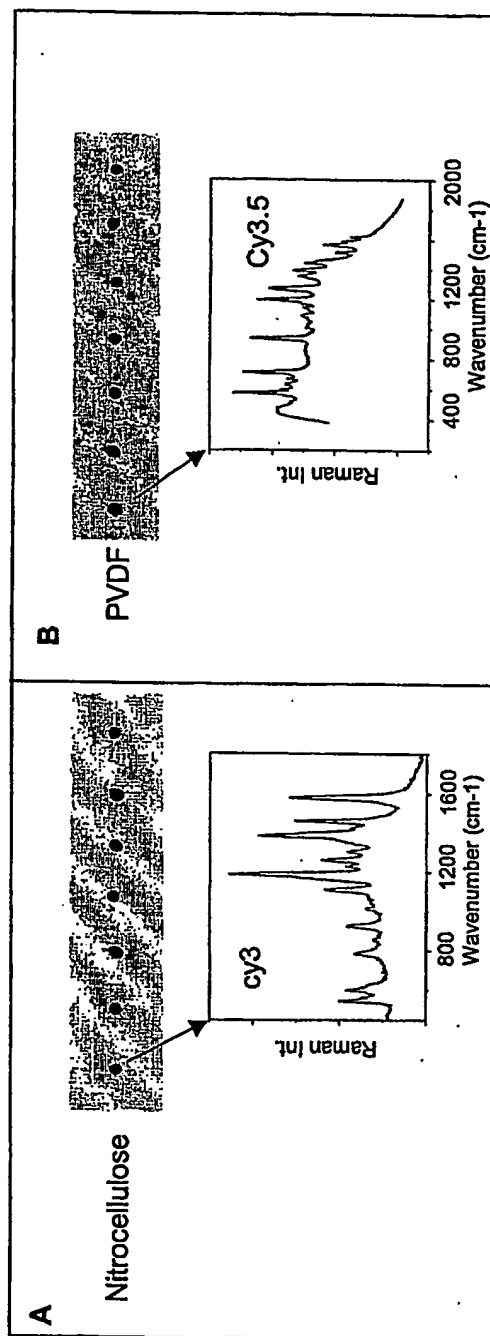 A
Nitrocellulose
cy3
Raman Int.
800
1200
1600
Wavenumber (cm-1)
B
PVDF
Cy3.5
Raman Int.
400
800
1200
2000
Wavenumber (cm-1)